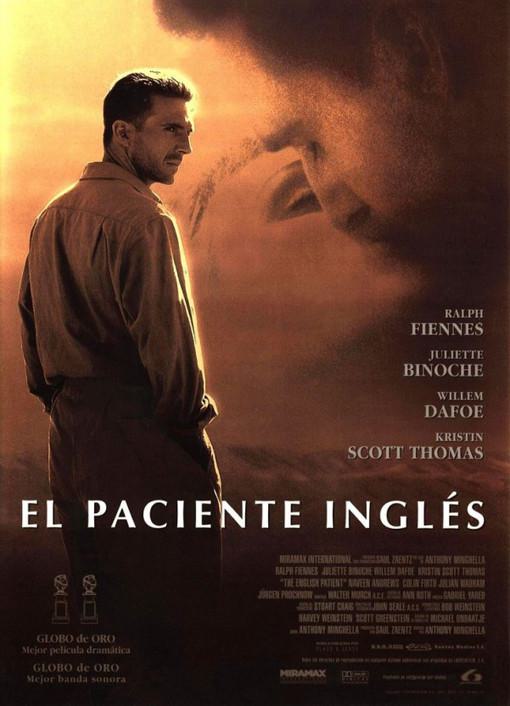 RALPH
FIENNES
JULIETTE
BINOCHE
WILLEM
DAFOE
KRISTIN
SCOTT THOMAS
EL PACIENTE INGLÉS
MIRAMAX INTERNATIONAL SAUL ZAENTZ ANTHONY MINGHELLA
RALPH FIENNES JULIETTE BINOCHE WILLEM DAFOE KRISTIN SCOTT THOMAS
"THE ENGLISH PATIENT" NAVEEN ANDREWS COLIN FIRTH JULIAN WADHAM
JÜRGEN PROCHNOW WALTER MURCH A.C.E. ANN ROTH GABRIEL YARED
STUART CRAIG JOHN SEALE A.C.S. BOB WEINSTEIN
HARVEY WEINSTEIN SCOTT GREENSTEIN MICHAEL ONDAATJE
ANTHONY MINGHELLA SAUL ZAENTZ ANTHONY MINGHELLA
GLOBO de ORO
Mejor película dramática
GLOBO de ORO
Mejor banda sonora
MIRAMAX
DOLBY